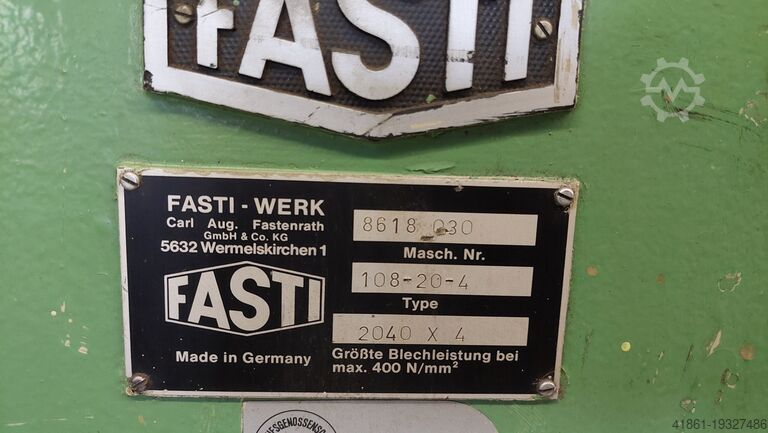 FASTI
FASTI - WERK
Carl Aug. Fastenrath
GmbH & Co. KG
5632 Wermelskirchen 1
FASTI
Made in Germany
8618 030
Masch. Nr.
108-20-4
Type
2040 X 4
Größte Blechleistung bei
max. 400 N/mm²
41861-19327486